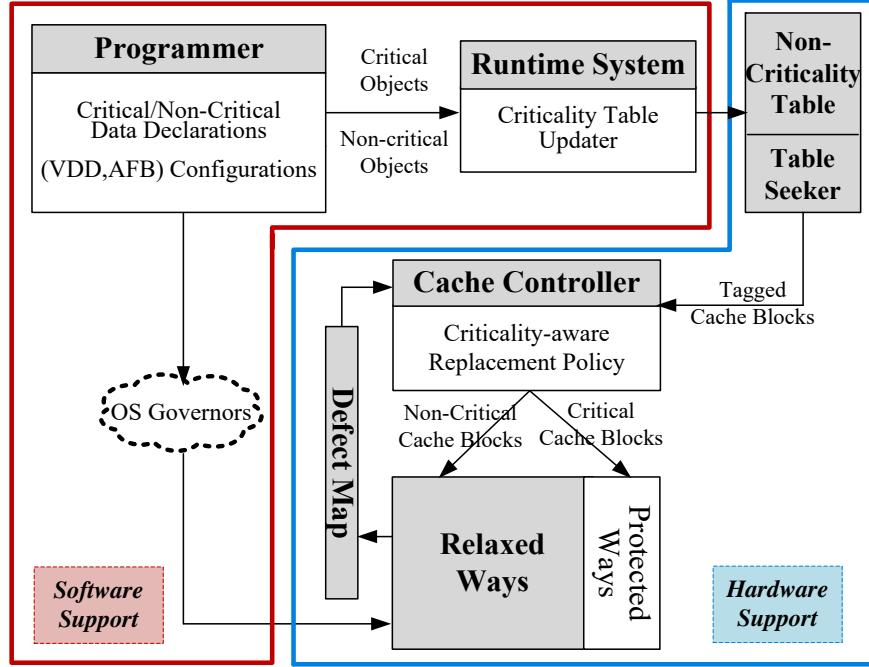 Programmer
Critical/Non-Critical
Data Declarations
(VDD,AFB) Configurations
Critical
Objects
Non-critical
Objects
Runtime System
Criticality Table
Updater
Non-
Criticality
Table
Table
Seeker
Tagged
Cache Blocks
Cache Controller
Criticality-aware
Replacement Policy
Non-Critical
Cache Blocks
Critical
Cache Blocks
OS Governors
Defect Map
Relaxed
Ways
Protected
Ways
Software
Support
Hardware
Support